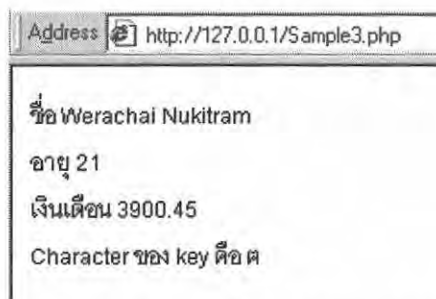 Address http://127.0.0.1/Sample3.php
ชื่อ Werachai Nukitram
อายุ 21
เงินเดือน 3900.45
Character ของ key คือ ต